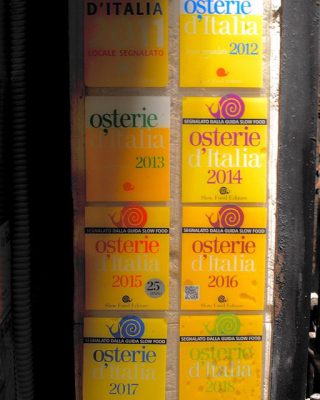 D'ITALIA
LOCALE SEGNALATO
osterie
d'Italia
2012
osterie
d'Italia
2013
SEGNALATO DALLA GUIDA SLOW FOOD
osterie
d'Italia
2014
Slow Food Editore
SEGNALATO DALLA GUIDA SLOW FOOD
osterie
d'Italia
2015
25
Slow Food Editore
SEGNALATO DALLA GUIDA SLOW FOOD
osterie
d'Italia
2016
Slow Food Editore
SEGNALATO DALLA GUIDA SLOW FOOD
osterie
d'Italia
2017
SEGNALATO DALLA GUIDA SLOW FOOD
osterie
d'Italia
2018